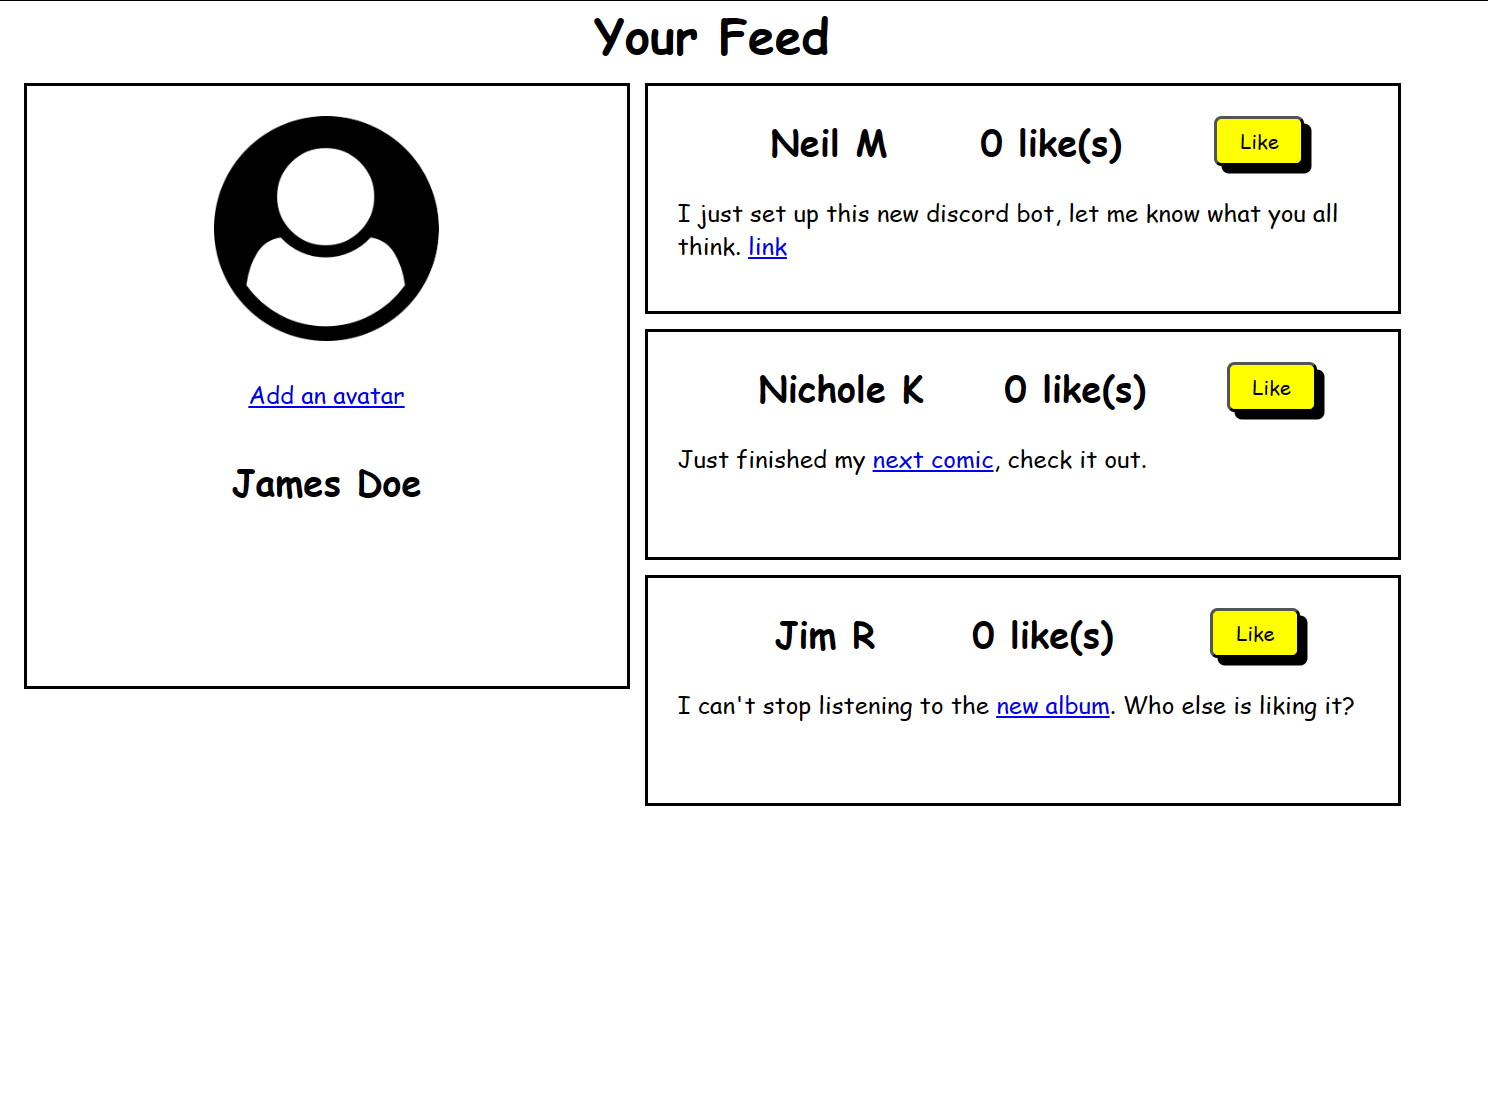 Your Feed
Add an avatar
James Doe
Neil M 0 like(s) Like
I just set up this new discord bot, let me know what you all
think. link
Nichole K 0 like(s) Like
Just finished my next comic, check it out.
Jim R 0 like(s) Like
I can't stop listening to the new album. Who else is liking it?